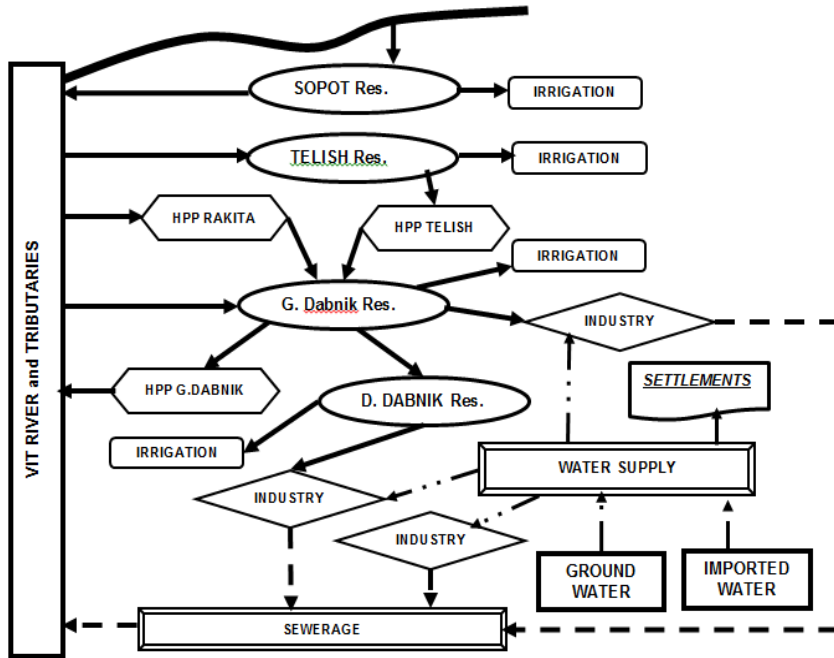 SOPOT Res.
IRRIGATION
TELISH Res.
IRRIGATION
HPP RAKITA
HPP TELISH
IRRIGATION
G. Dabnik Res.
INDUSTRY
VIT RIVER and TRIBUTARIES
HPP G.DABNIK
SETTLEMENTS
D. DABNIK Res.
IRRIGATION
WATER SUPPLY
INDUSTRY
INDUSTRY
GROUND
WATER
IMPORTED
WATER
SEWERAGE